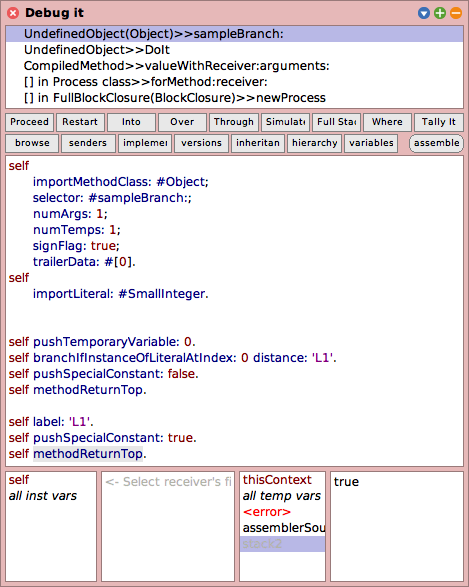 Debug it
UndefinedObject(Object)>>sampleBranch:
UndefinedObject>>DoIt
CompiledMethod>>valueWithReceiver:arguments:
[] in Process class>>forMethod:receiver:
[] in FullBlockClosure(BlockClosure)>>newProcess
Proceed Restart Into Over Through Simulate Full Stac Where Tally It
browse senders implemen versions inheritan hierarchy variables assemble
self
importMethodClass: #Object;
selector: #sampleBranch:;
numArgs: 1;
numTemps: 1;
signFlag: true;
trailerData: #[0].
self
importLiteral: #SmallInteger.
self pushTemporaryVariable: 0.
self branchIfInstanceOfLiteralAtIndex: 0 distance: 'L1'.
self pushSpecialConstant: false.
self methodReturnTop.
self label: 'L1'.
self pushSpecialConstant: true.
self methodReturnTop.
self
all inst vars
<- Select receiver's fi
thisContext
all temp vars
<error>
assemblerSou
stack2
true